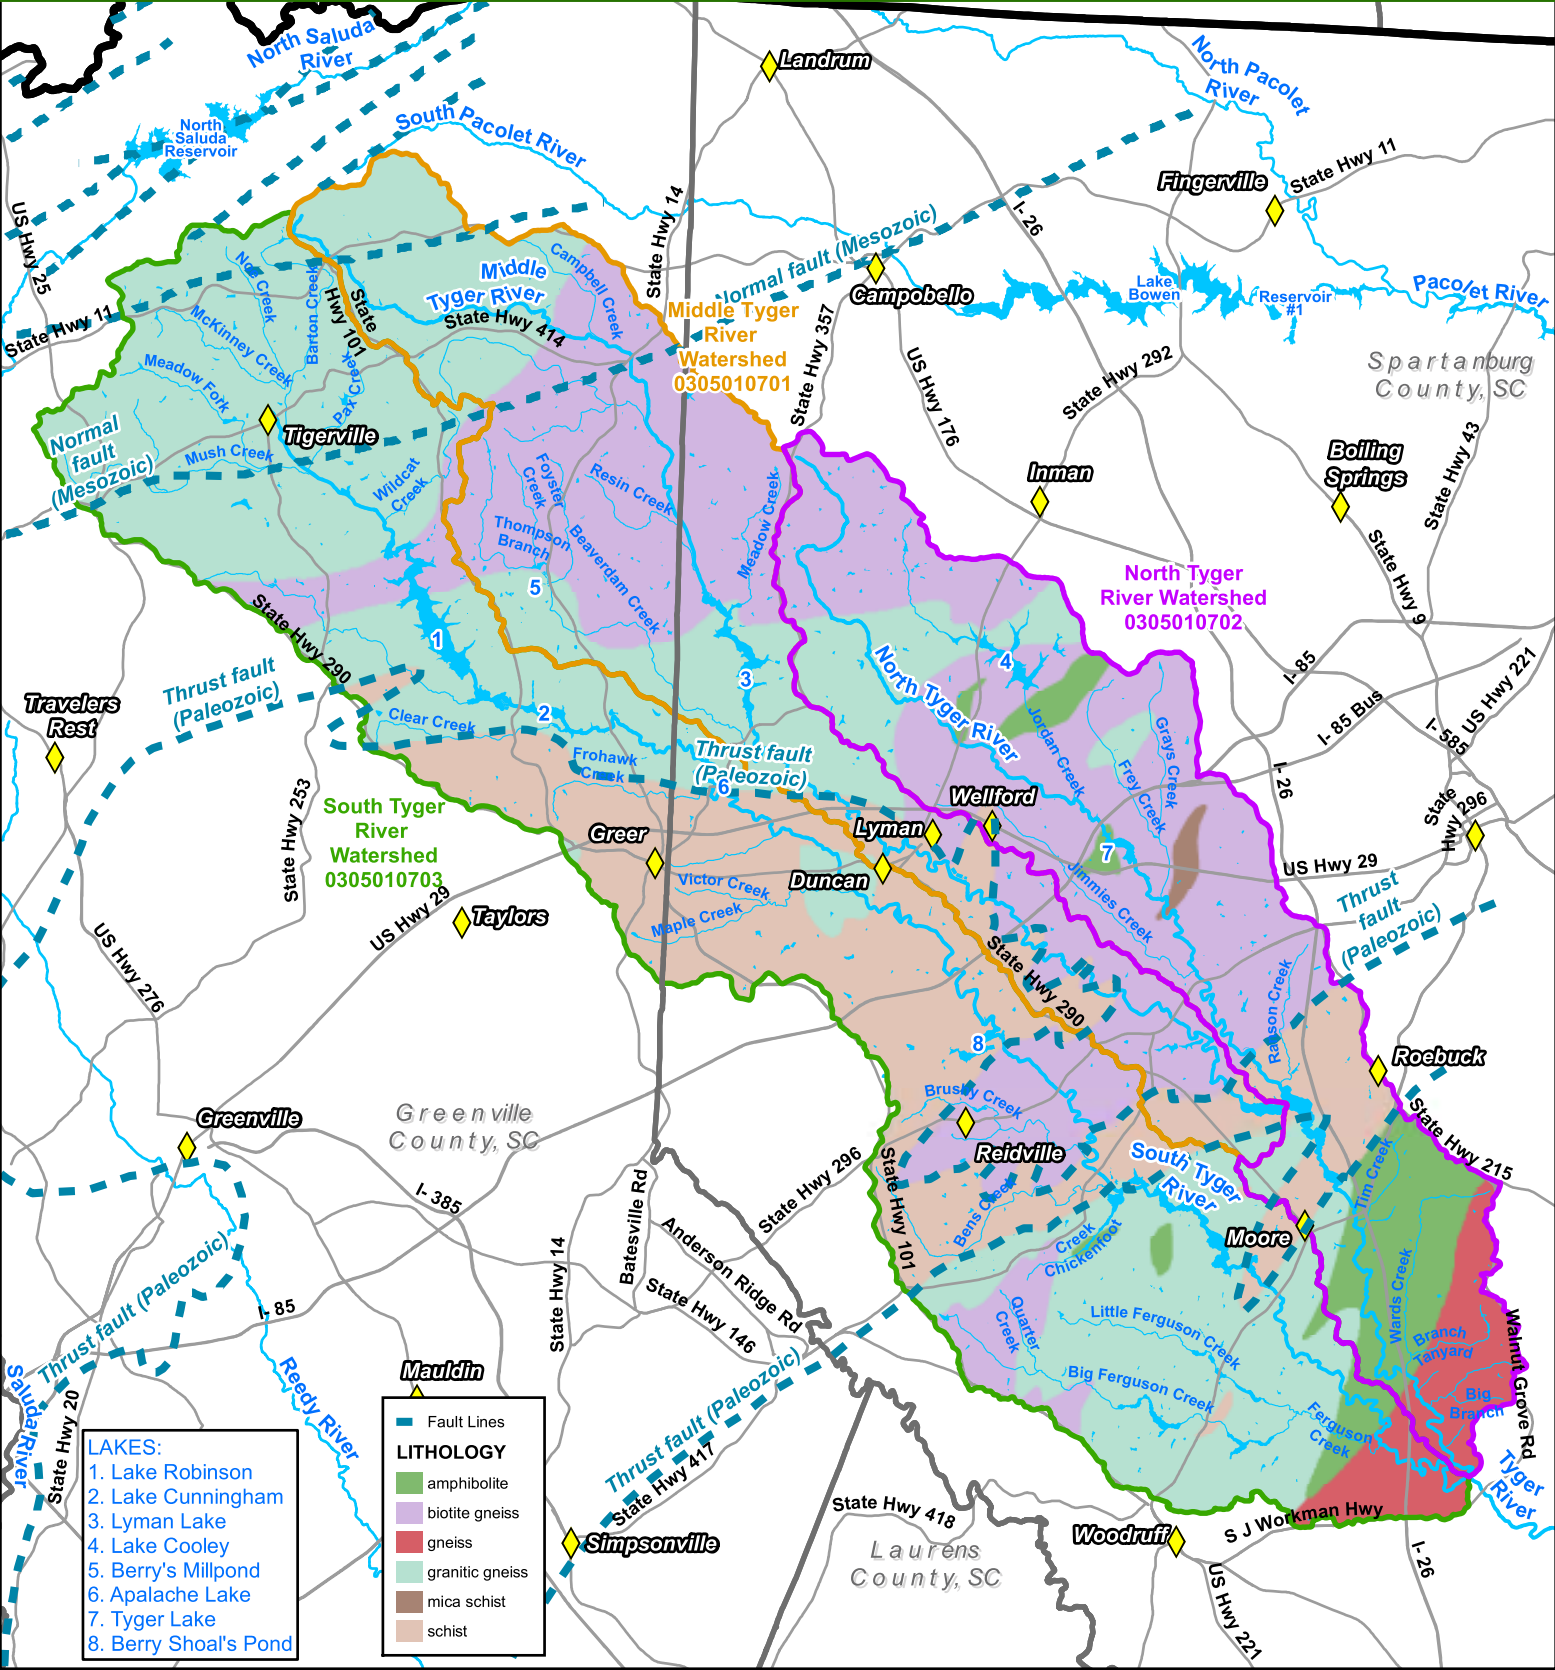 North Saluda
River
Landrum
North Pacolet
River
North
Saluda
Reservoir
South Pacolet River
State Hwy 11
Fingerville
US Hwy 25
State Hwy 14
I- 26
Normal fault (Mesozoic)
Noe Creek
Barton Creek
Campbell Creek
Middle
Tyger River
Campobello
Lake
Bowen
Reservoir
#1
Pacolet River
State Hwy 11
McKinney Creek
State
Hwy 101
State Hwy 414
Middle Tyger
River
Watershed
0305010701
State Hwy 357
US Hwy 176
State Hwy 292
Spartanburg
County, SC
Meadow Fork
Pax Creek
Tigerville
Normal
fault
(Mesozoic)
Mush Creek
Wildcat
Creek
Foyster
Creek
Resin Creek
Thompson
Branch
Beaverdam Creek
Meadow Creek
Inman
Boiling
Springs
State Hwy 43
State Hwy 9
5
North Tyger
River Watershed
0305010702
State Hwy 290
1
4
3
2
North Tyger River
Thrust fault
(Paleozoic)
Travelers
Rest
Clear Creek
Frohawk
Creek
Thrust fault
(Paleozoic)
6
Jordan Creek
Frey Creek
Grays Creek
I- 85
I- 85 Bus
I- 585
US Hwy 221
I- 26
State
Hwy 296
State Hwy 253
South Tyger
River
Watershed
0305010703
Greer
Wellford
Lyman
Duncan
7
US Hwy 29
Victor Creek
Maple Creek
Jimmies Creek
Thrust
fault
(Paleozoic)
US Hwy 29
Taylors
US Hwy 276
State Hwy 290
Ranson Creek
8
Roebuck
Greenville
Greenville
County, SC
Brushy Creek
Reidville
State Hwy 215
State Hwy 296
State Hwy 101
South Tyger
River
Tim Creek
I- 385
Batesville Rd
Anderson Ridge Rd
State Hwy 14
State Hwy 146
Bens Creek
Creek
Chickenfoot
Moore
Thrust fault (Paleozoic)
I- 85
Wards Creek
Walnut Grove Rd
Quarter
Creek
Little Ferguson Creek
Big Ferguson Creek
Ferguson
Creek
Branch
Tanyard
Big
Branch
Mauldin
Reedy River
Saluda River
State Hwy 20
Thrust fault (Paleozoic)
State Hwy 417
Simpsonville
State Hwy 418
Laurens
County, SC
Woodruff
S J Workman Hwy
Tyger
River
I- 26
US Hwy 221
LAKES:
1. Lake Robinson
2. Lake Cunningham
3. Lyman Lake
4. Lake Cooley
5. Berry's Millpond
6. Apalache Lake
7. Tyger Lake
8. Berry Shoal's Pond
Fault Lines
LITHOLOGY
amphibolite
biotite gneiss
gneiss
granitic gneiss
mica schist
schist